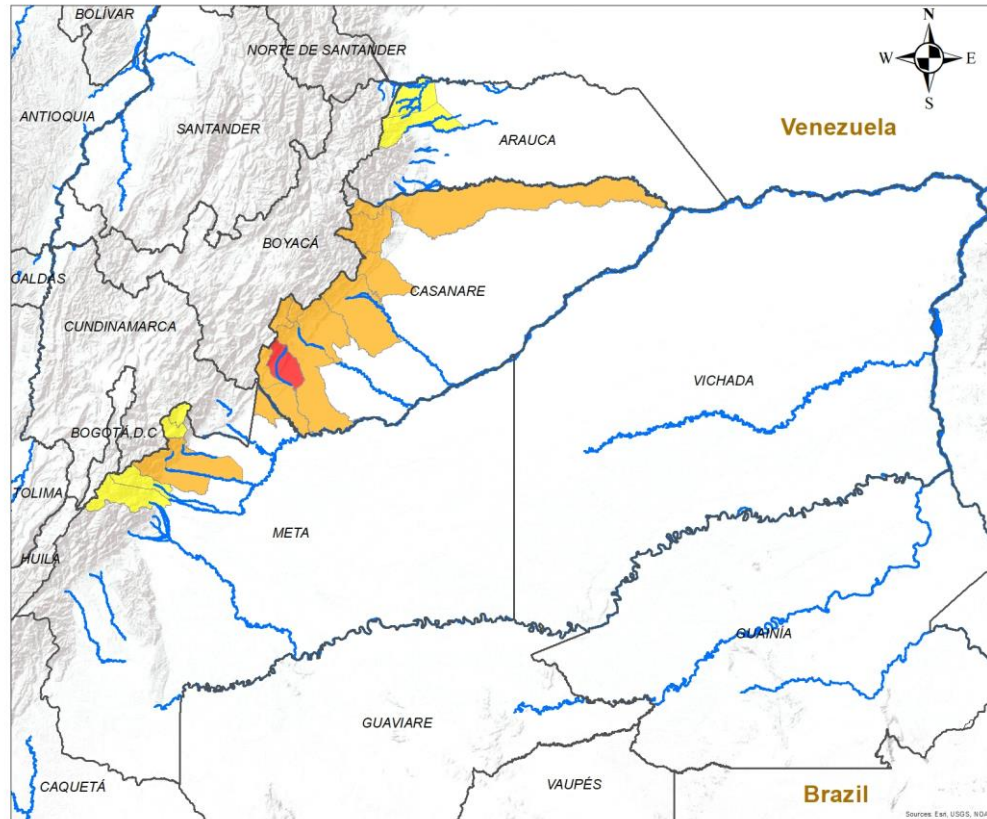 BOLÍVAR
N
NORTE DE SANTANDER
W
E
S
ANTIOQUIA
SANTANDER
Venezuela
ARAUCA
BOYACÁ
CALDAS
CASANARE
CUNDINAMARCA
VICHADA
BOGOTÁ D.C
TOLIMA
META
HUILA
GUAINÍA
GUAVIARE
CAQUETÁ
VAUPÉS
Brazil
Sources: Esri, USGS, NOA